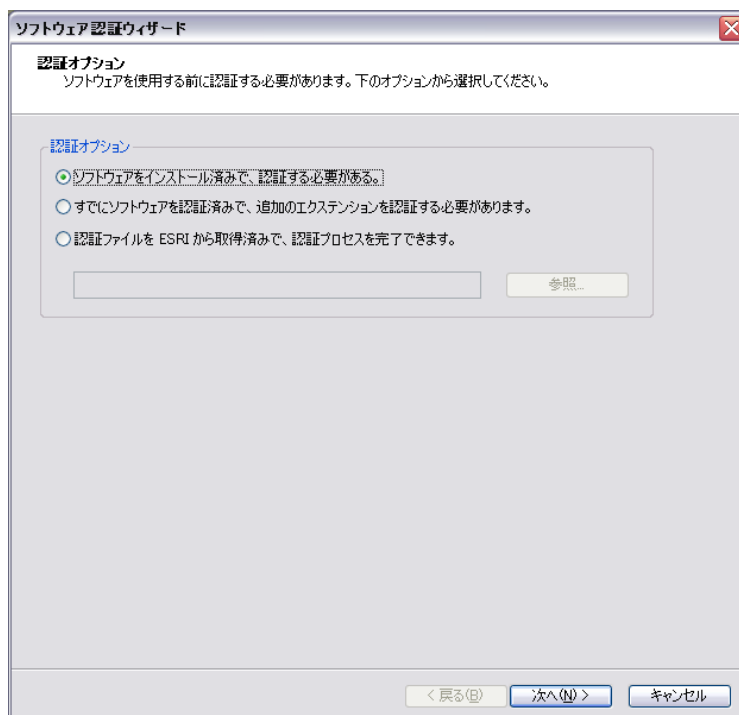 ソフトウェア認証ウィザード
認証オプション
ソフトウェアを使用する前に認証する必要があります。下のオプションから選択してください。
認証オプション
ソフトウェアをインストール済みで、認証する必要がある。
すでにソフトウェアを認証済みで、追加のエクステンションを認証する必要があります。
認証ファイルを ESRI から取得済みで、認証プロセスを完了できます。
参照...
< 戻る(B)
次へ(N) >
キャンセル